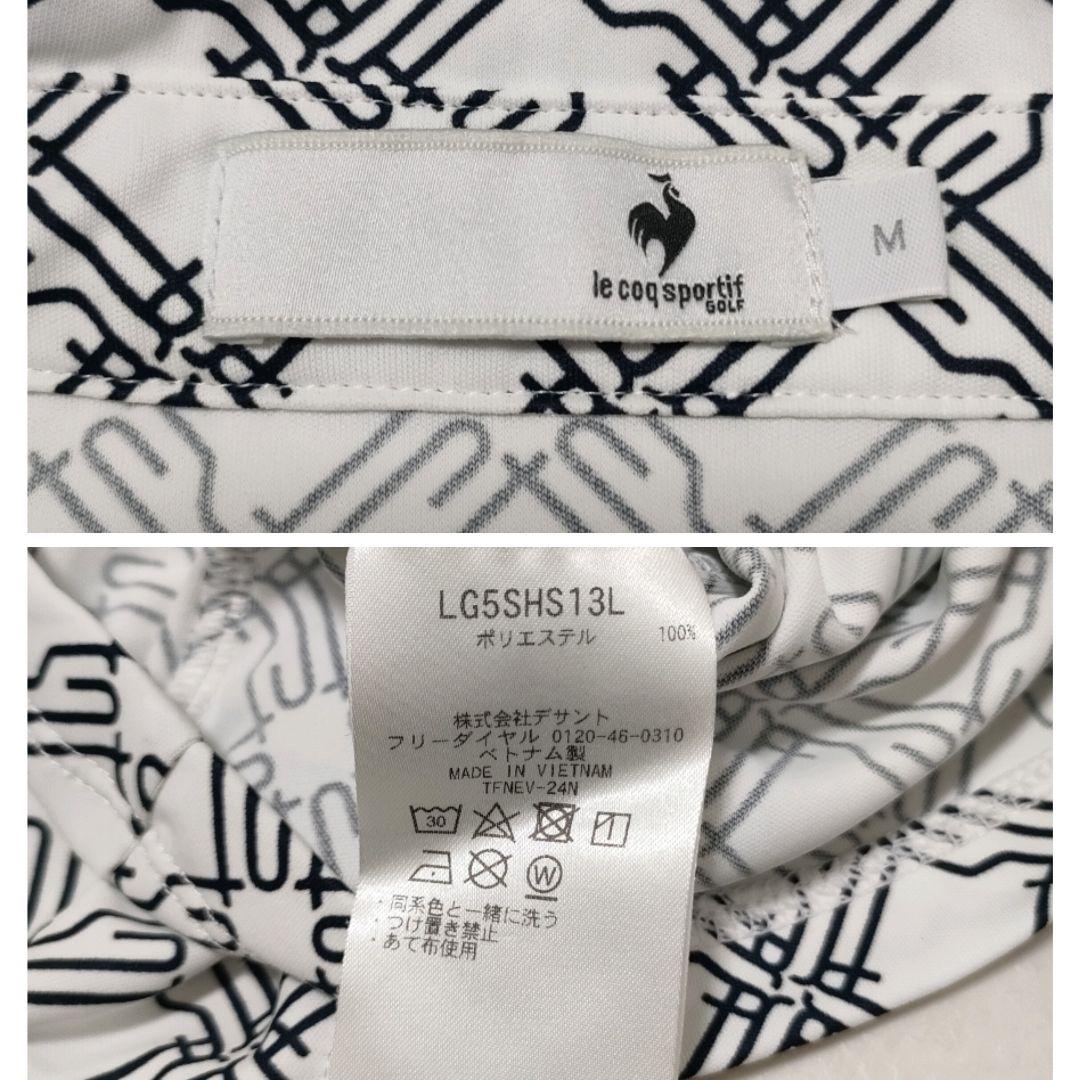 le coq sportif
GOLF
M
LG5SHS13L
ポリエステル 100%
株式会社デサント
フリーダイヤル 0120-46-0310
ベトナム製
MADE IN VIETNAM
TFNEV-24N
30
1
W
・同系色と一緒に洗う
・つけ置き禁止
・あて布使用